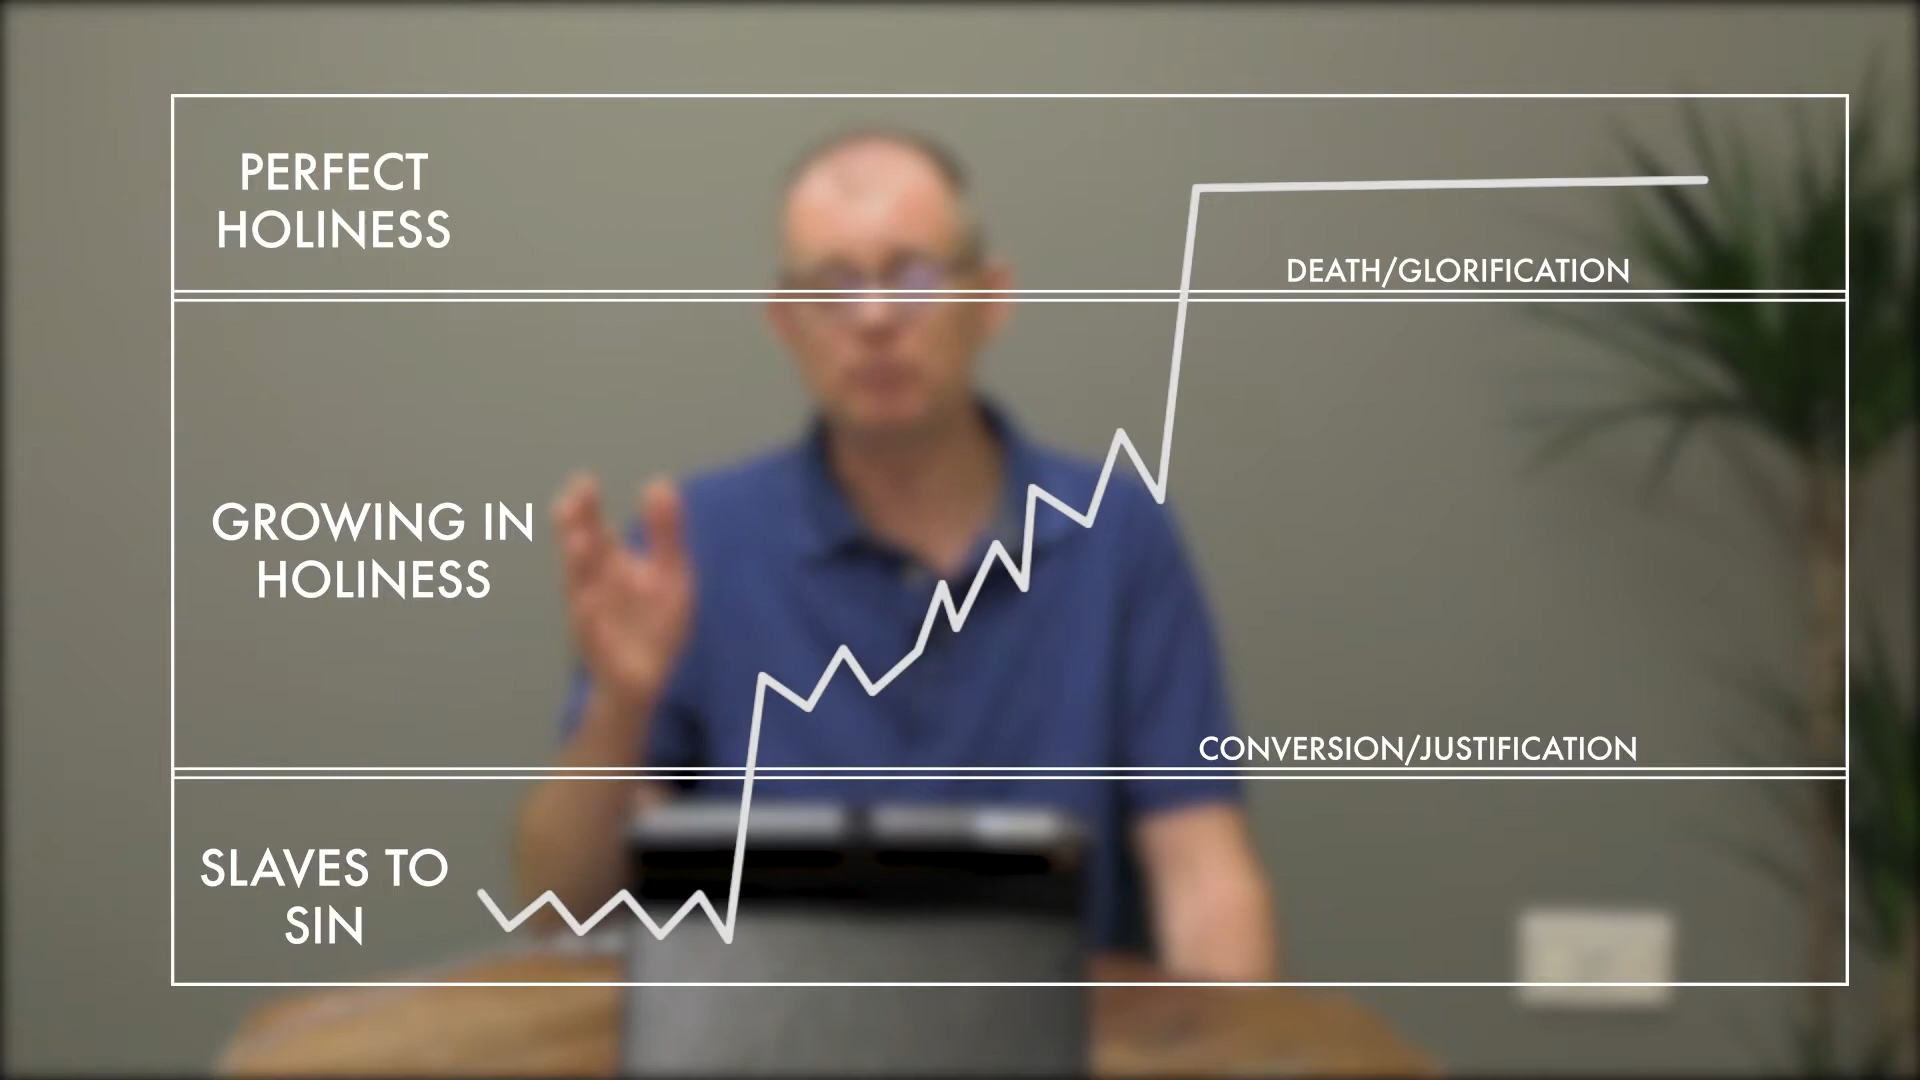 PERFECT
HOLINESS
DEATH/GLORIFICATION
GROWING IN
HOLINESS
CONVERSION/JUSTIFICATION
SLAVES TO
SIN